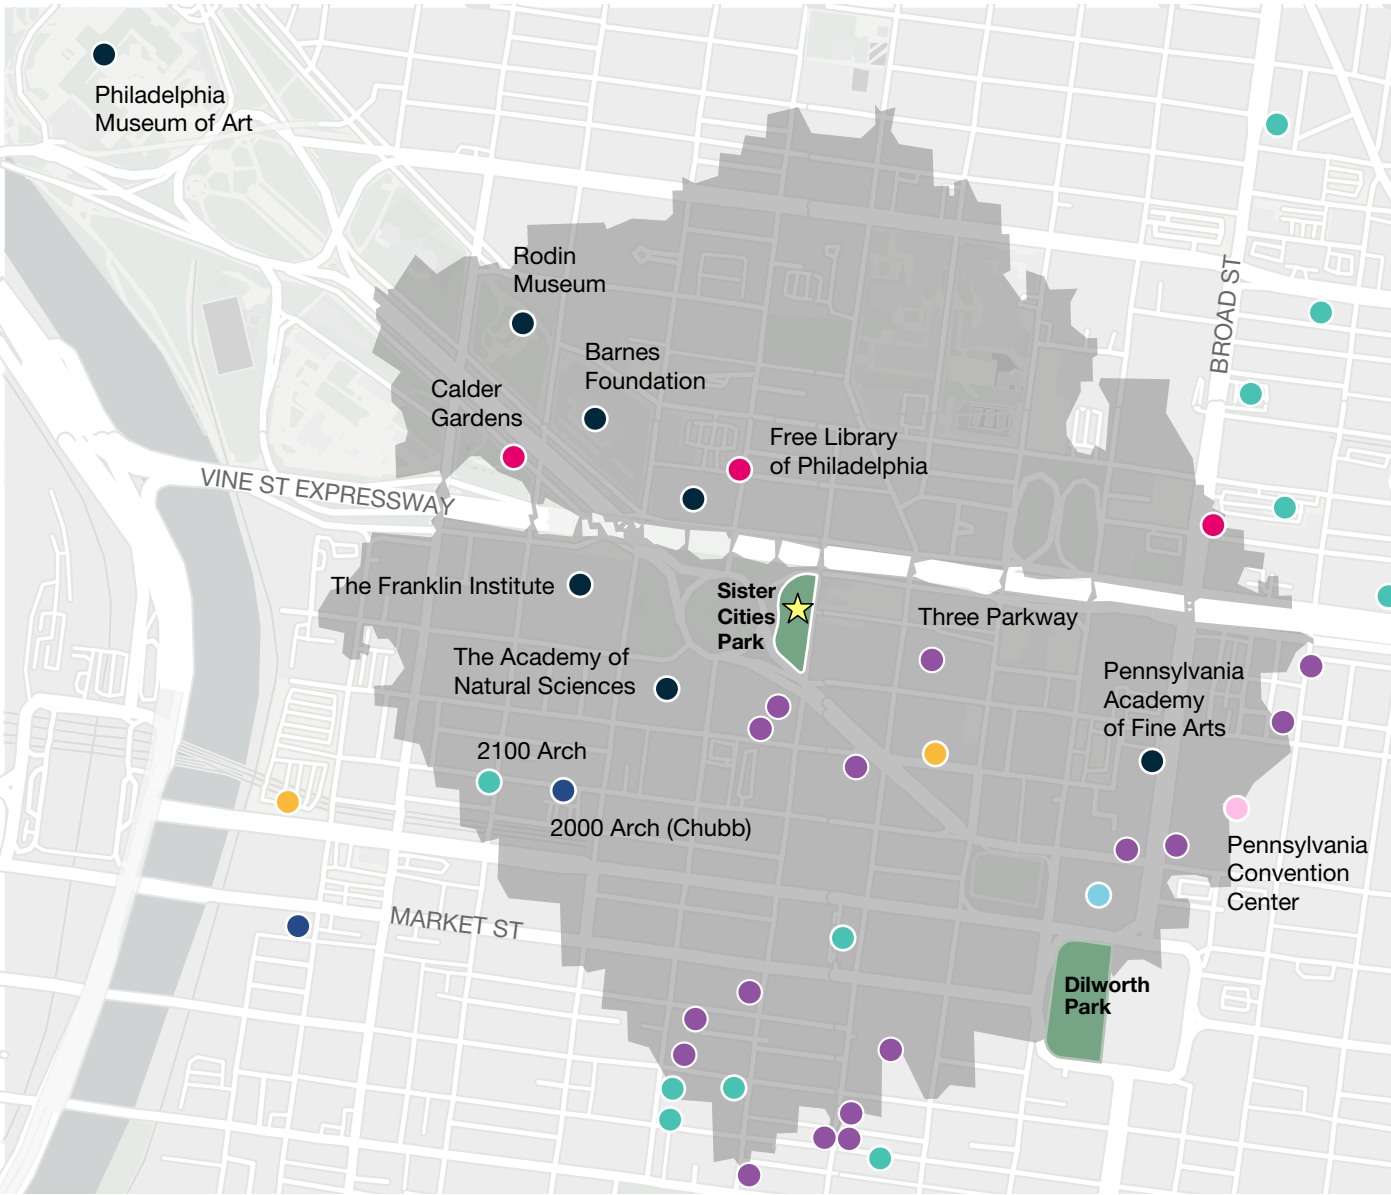 Philadelphia
Museum of Art
Rodin
Museum
BROAD ST
Barnes
Foundation
Calder
Gardens
Free Library
of Philadelphia
VINE ST EXPRESSWAY
The Franklin Institute
Sister
Cities
Park
Three Parkway
The Academy of
Natural Sciences
Pennsylvania
Academy
of Fine Arts
2100 Arch
2000 Arch (Chubb)
Pennsylvania
Convention
Center
MARKET ST
Dilworth
Park